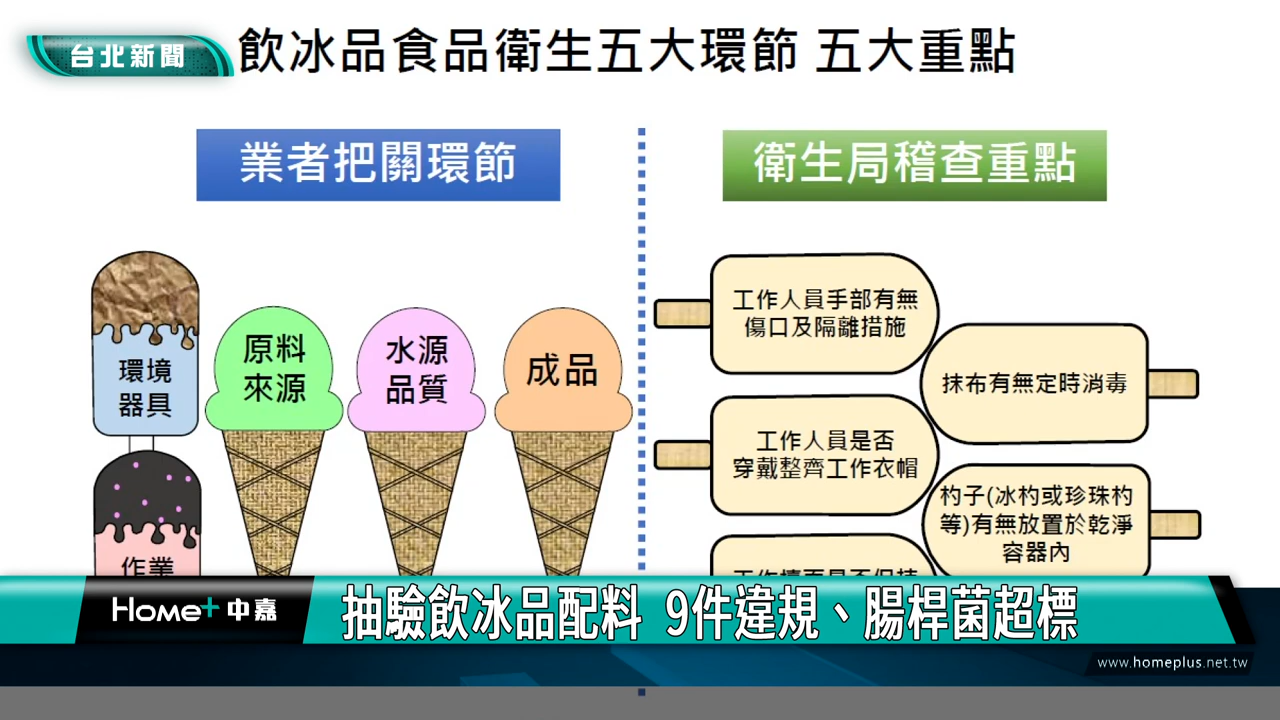 台北新聞
飲冰品食品衛生五大環節 五大重點
業者把關環節
衛生局稽查重點
環境
器具
原料
來源
水源
品質
成品
作業
工作人員手部有無
傷口及隔離措施
抹布有無定時消毒
工作人員是否
穿戴整齊工作衣帽
杓子(冰杓或珍珠杓
等)有無放置於乾淨
容器內
Home+ 中嘉
抽驗飲冰品配料 9件違規、腸桿菌超標
www.homeplus.net.tw